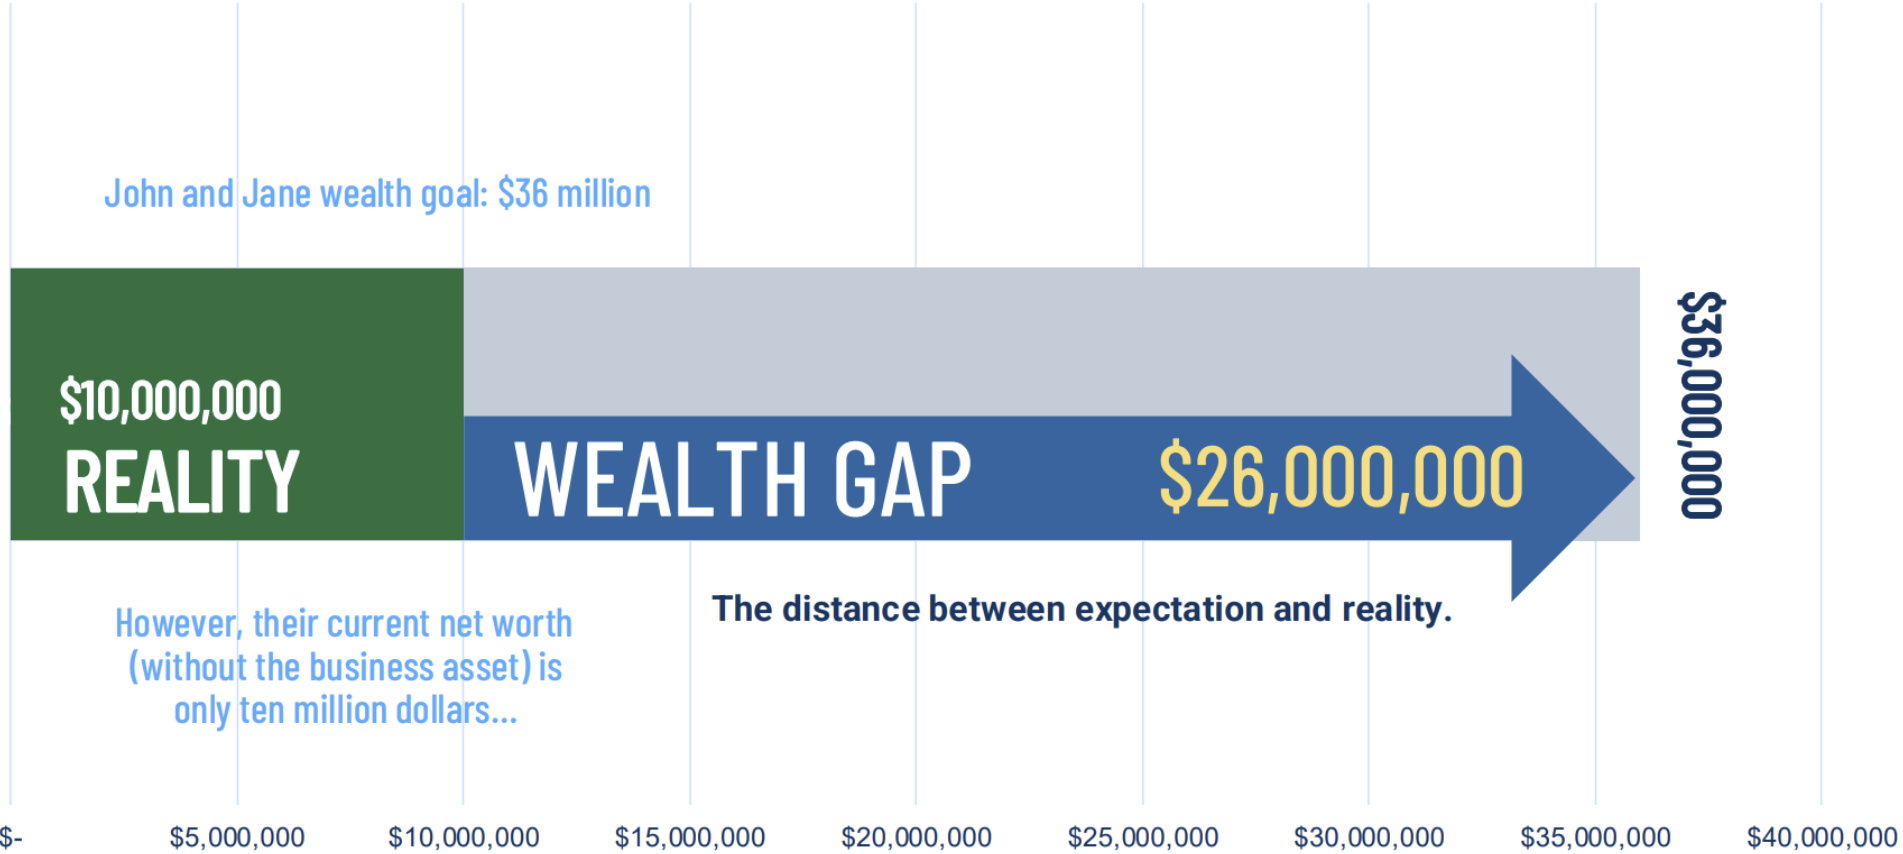 John and Jane wealth goal: $36 million
$10,000,000
REALITY
WEALTH GAP
$26,000,000
$36,000,000
The distance between expectation and reality.
However, their current net worth
(without the business asset) is
only ten million dollars...
$-
$5,000,000
$10,000,000
$15,000,000
$20,000,000
$25,000,000
$30,000,000
$35,000,000
$40,000,000